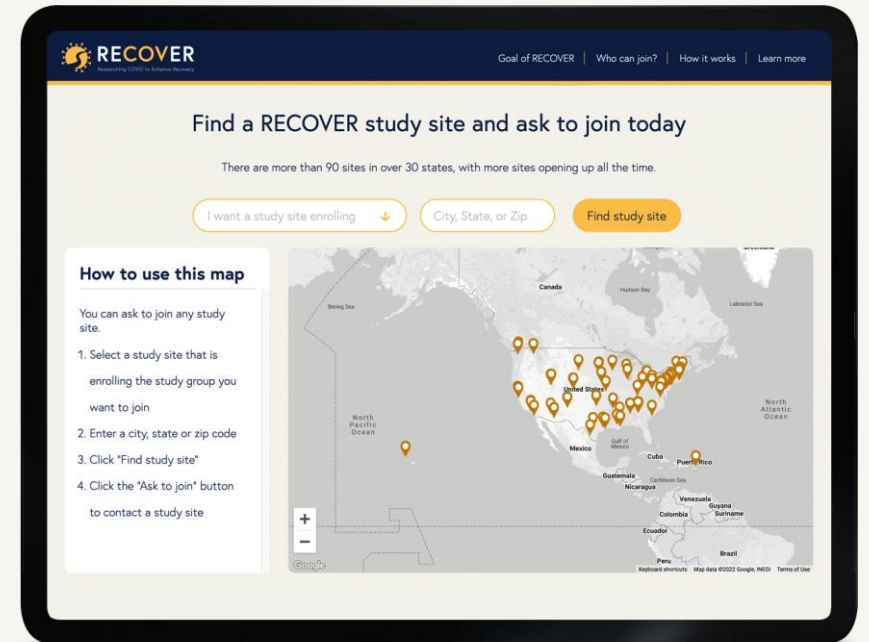 RECOVER
Researching COVID to Enhance Recovery
Goal of RECOVER
Who can join?
How it works
Learn more
Find a RECOVER study site and ask to join today
There are more than 90 sites in over 30 states, with more sites opening up all the time.
I want a study site enrolling
City, State, or Zip
Find study site
How to use this map
You can ask to join any study
site.
1. Select a study site that is
enrolling the study group you
want to join
2. Enter a city, state or zip code
3. Click "Find study site"
4. Click the "Ask to join" button
to contact a study site
Canada
Hudson Bay
Bering Sea
Labrador Sea
United States
North
Pacific
Ocean
North
Atlantic
Ocean
Mexico
Gulf of
Mexico
Cuba
Puerto Rico
Guatemala
Caribbean Sea
Nicaragua
Venezuela
Guyana
Colombia
Suriname
Ecuador
Brazil
Peru
+
−
Google
Keyboard shortcuts
Map data ©2022 Google, INEGI
Terms of Use